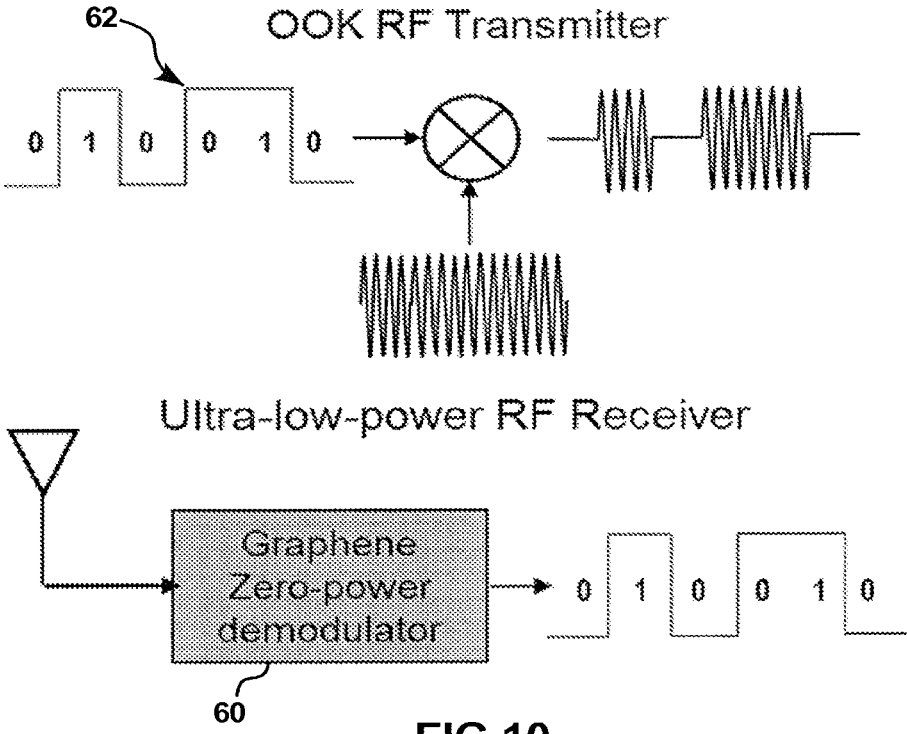 62
OOK RF Transmitter
0 1 0 0 1 0
Ultra-low-power RF Receiver
Graphene
Zero-power
demodulator
0 1 0 0 1 0
60
FIG 10